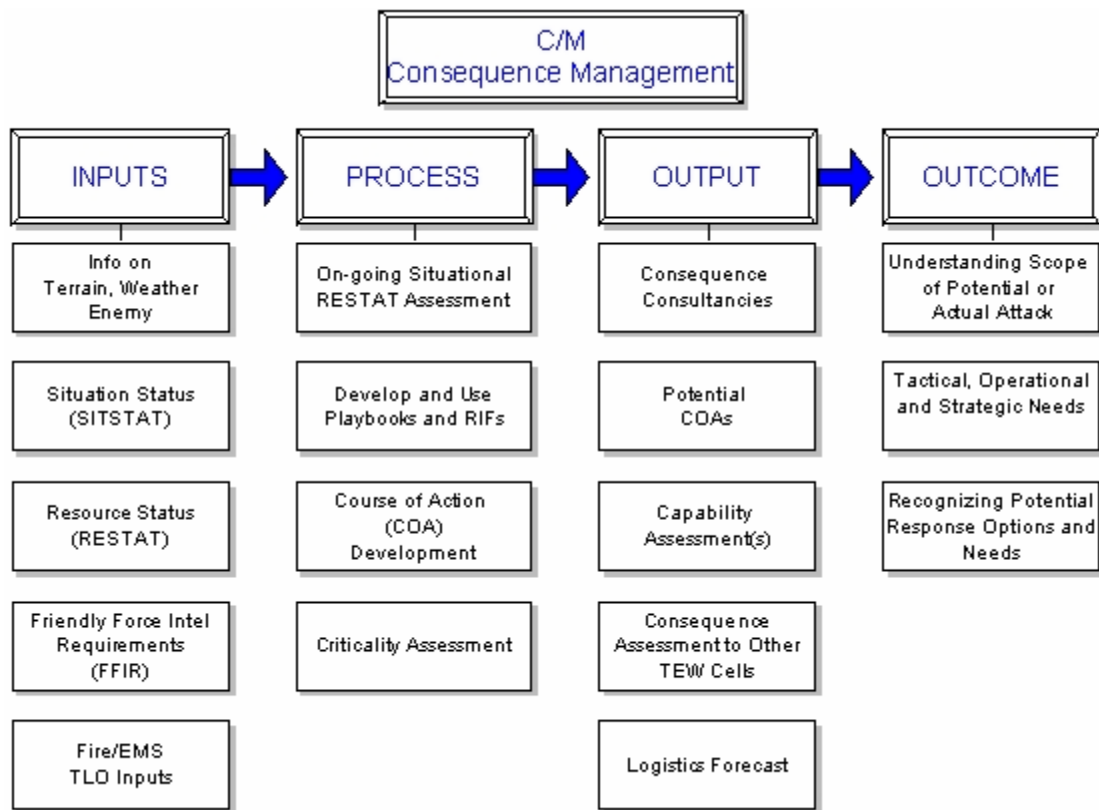 C/M
Consequence Management
INPUTS
PROCESS
OUTPUT
OUTCOME
Info on
Terrain, Weather
Enemy
Situation Status
(SITSTAT)
Resource Status
(RESTAT)
Friendly Force Intel
Requirements
(FFIR)
Fire/EMS
TLO Inputs
On-going Situational
RESTAT Assessment
Develop and Use
Playbooks and RIFs
Course of Action
(COA)
Development
Criticality Assessment
Consequence
Consultancies
Potential
COAs
Capability
Assessment(s)
Consequence
Assessment to Other
TEW Cells
Logistics Forecast
Understanding Scope
of Potential or
Actual Attack
Tactical, Operational
and Strategic Needs
Recognizing Potential
Response Options and
Needs